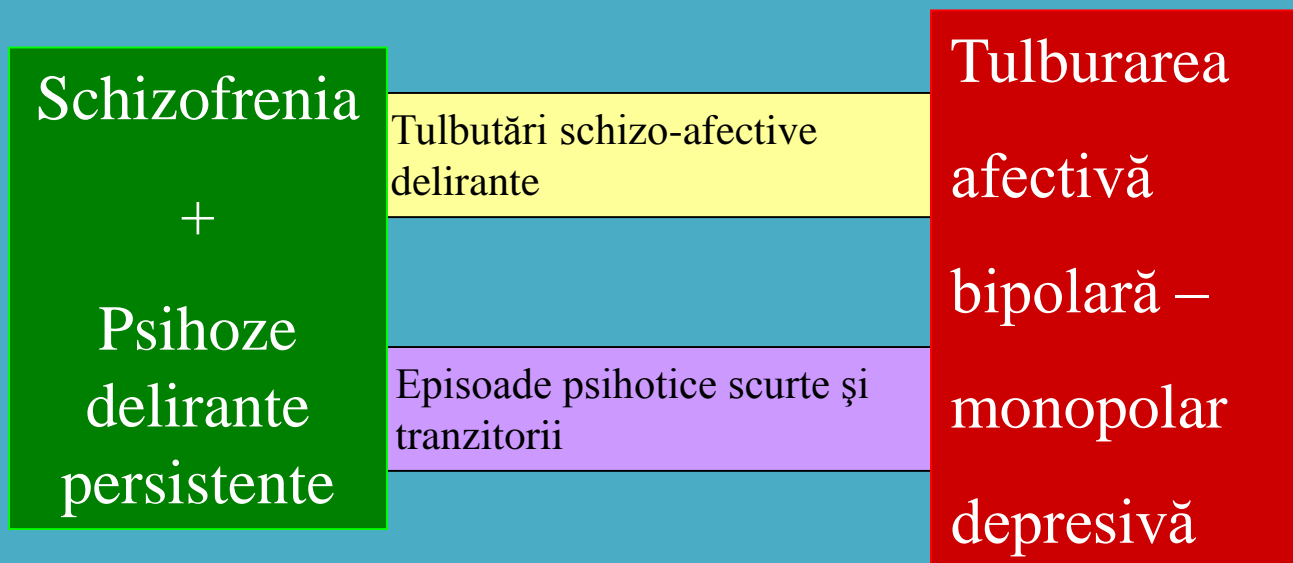 Schizofrenia
+
Psihoze
delirante
persistente
Tulbutări schizo-afective
delirante
Episoade psihotice scurte şi
tranzitorii
Tulburarea
afectivă
bipolară –
monopolar
depresivă